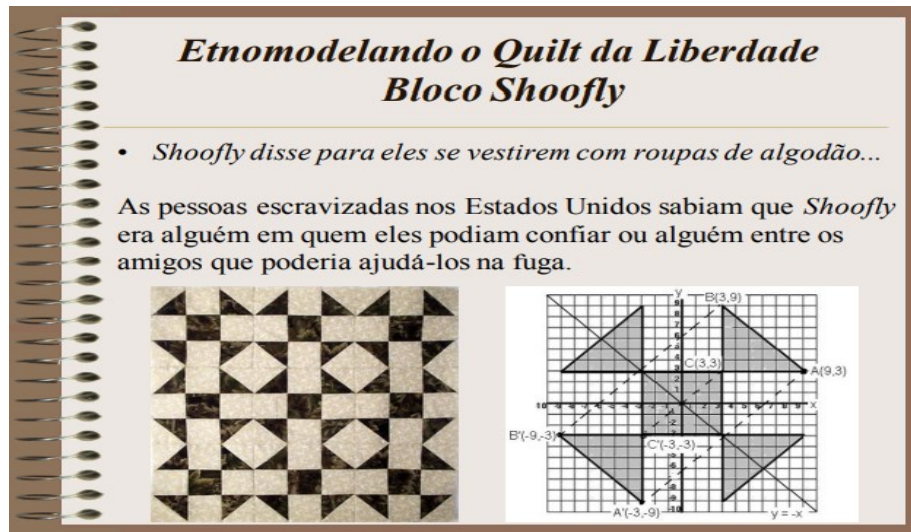 Etnomodelando o Quilt da Liberdade
Bloco Shoofly
• Shoofly disse para eles se vestirem com roupas de algodão...
As pessoas escravizadas nos Estados Unidos sabiam que Shoofly
era alguém em quem eles podiam confiar ou alguém entre os
amigos que poderia ajudá-los na fuga.
y
B(3,9)
C(3,3)
A(9,3)
x
B'(-9,-3)
C'(-3,-3)
A'(-3,-9)
y = -x